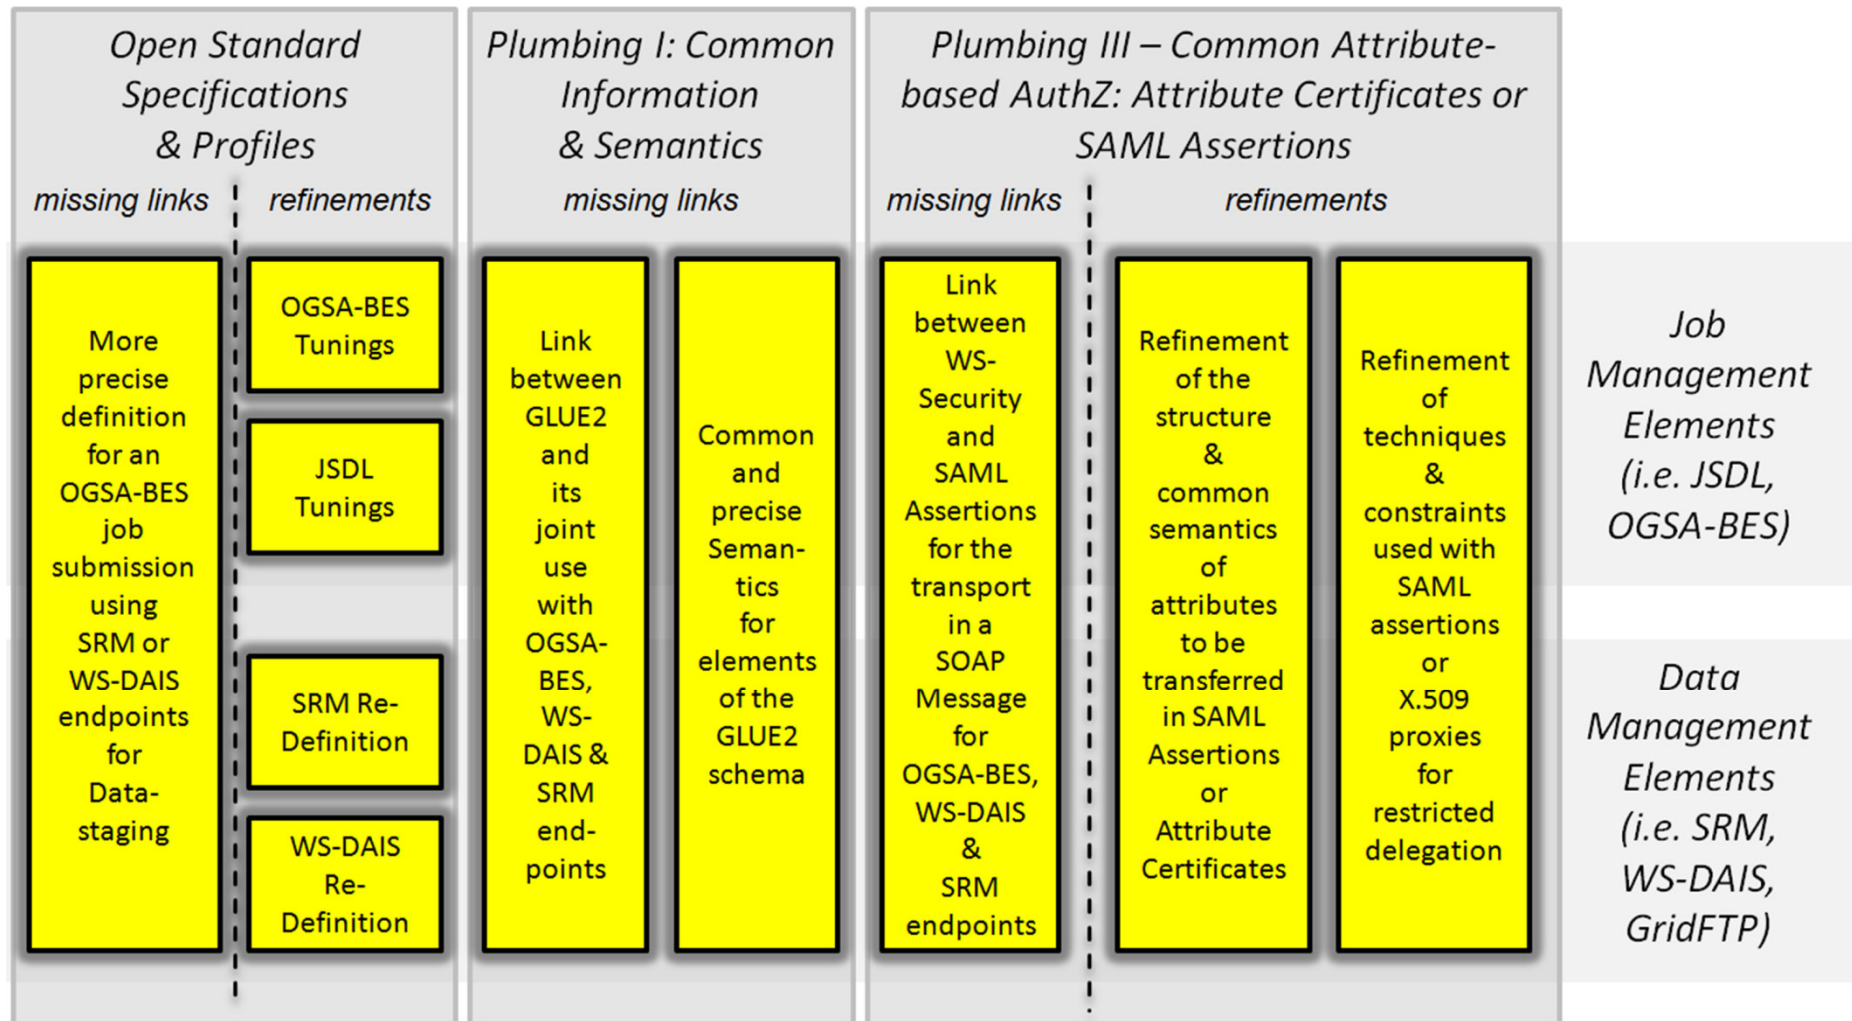 Open Standard
Specifications
& Profiles
missing links
refinements
More
precise
definition
for an
OGSA-BES
job
submission
using
SRM or
WS-DAIS
endpoints
for
Data-
staging
OGSA-BES
Tunings
JSDL
Tunings
SRM Re-
Definition
WS-DAIS
Re-
Definition
Plumbing I: Common
Information
& Semantics
missing links
Link
between
GLUE2
and
its
joint
use
with
OGSA-
BES,
WS-
DAIS &
SRM
end-
points
Common
and
precise
Seman-
tics
for
elements
of the
GLUE2
schema
Plumbing III – Common Attribute-
based AuthZ: Attribute Certificates or
SAML Assertions
missing links
refinements
Link
between
WS-
Security
and
SAML
Assertions
for the
transport
in a
SOAP
Message
for
OGSA-BES,
WS-DAIS
&
SRM
endpoints
Refinement
of the
structure
&
common
semantics
of
attributes
to be
transferred
in SAML
Assertions
or
Attribute
Certificates
Refinement
of
techniques
&
constraints
used with
SAML
assertions
or
X.509
proxies
for
restricted
delegation
Job
Management
Elements
(i.e. JSDL,
OGSA-BES)
Data
Management
Elements
(i.e. SRM,
WS-DAIS,
GridFTP)